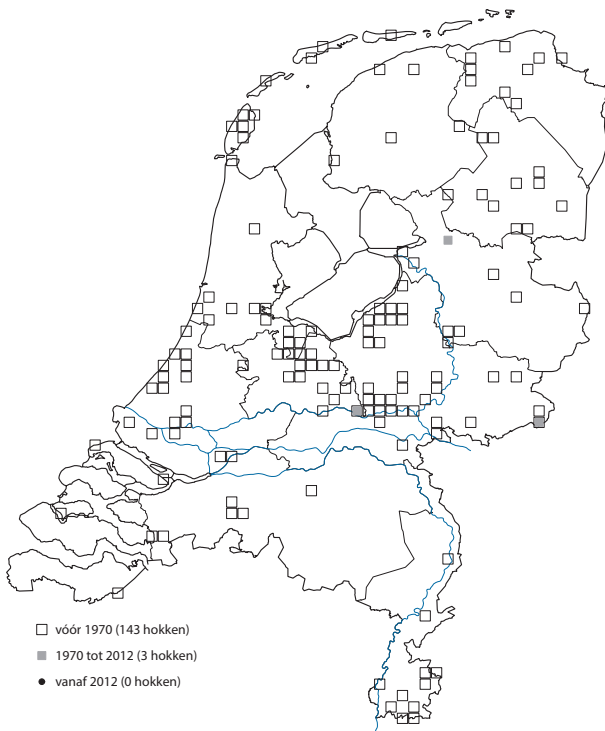 vóór 1970 (143 hokken)
1970 tot 2012 (3 hokken)
vanaf 2012 (0 hokken)